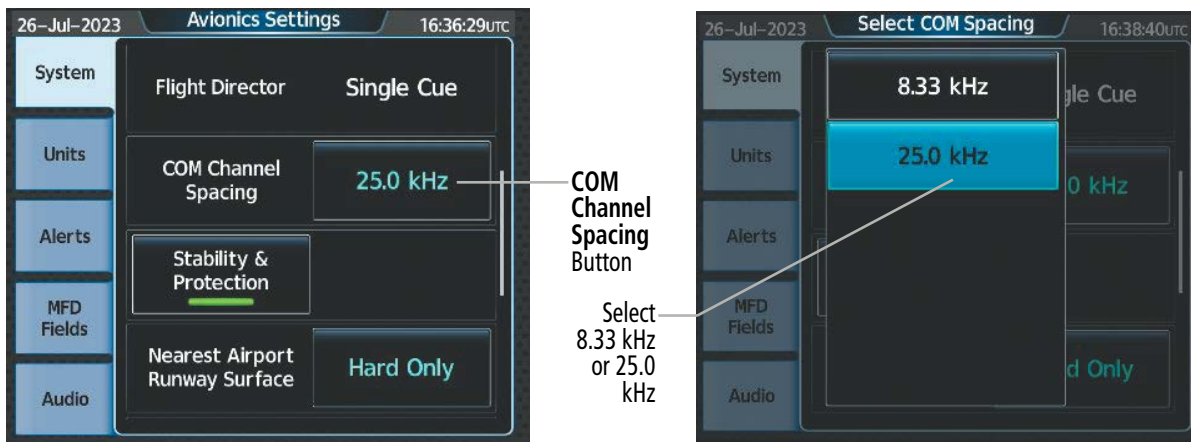 26–Jul–2023
Avionics Settings
16:36:29UTC
System
Flight Director
Single Cue
Units
COM Channel
Spacing
25.0 kHz
Alerts
Stability &
Protection
MFD
Fields
Nearest Airport
Runway Surface
Hard Only
Audio
COM
Channel
Spacing
Button
Select
8.33 kHz
or 25.0
kHz
26–Jul–2023
Select COM Spacing
16:38:40UTC
System
8.33 kHz
gle Cue
Units
25.0 kHz
0 kHz
Alerts
MFD
Fields
d Only
Audio